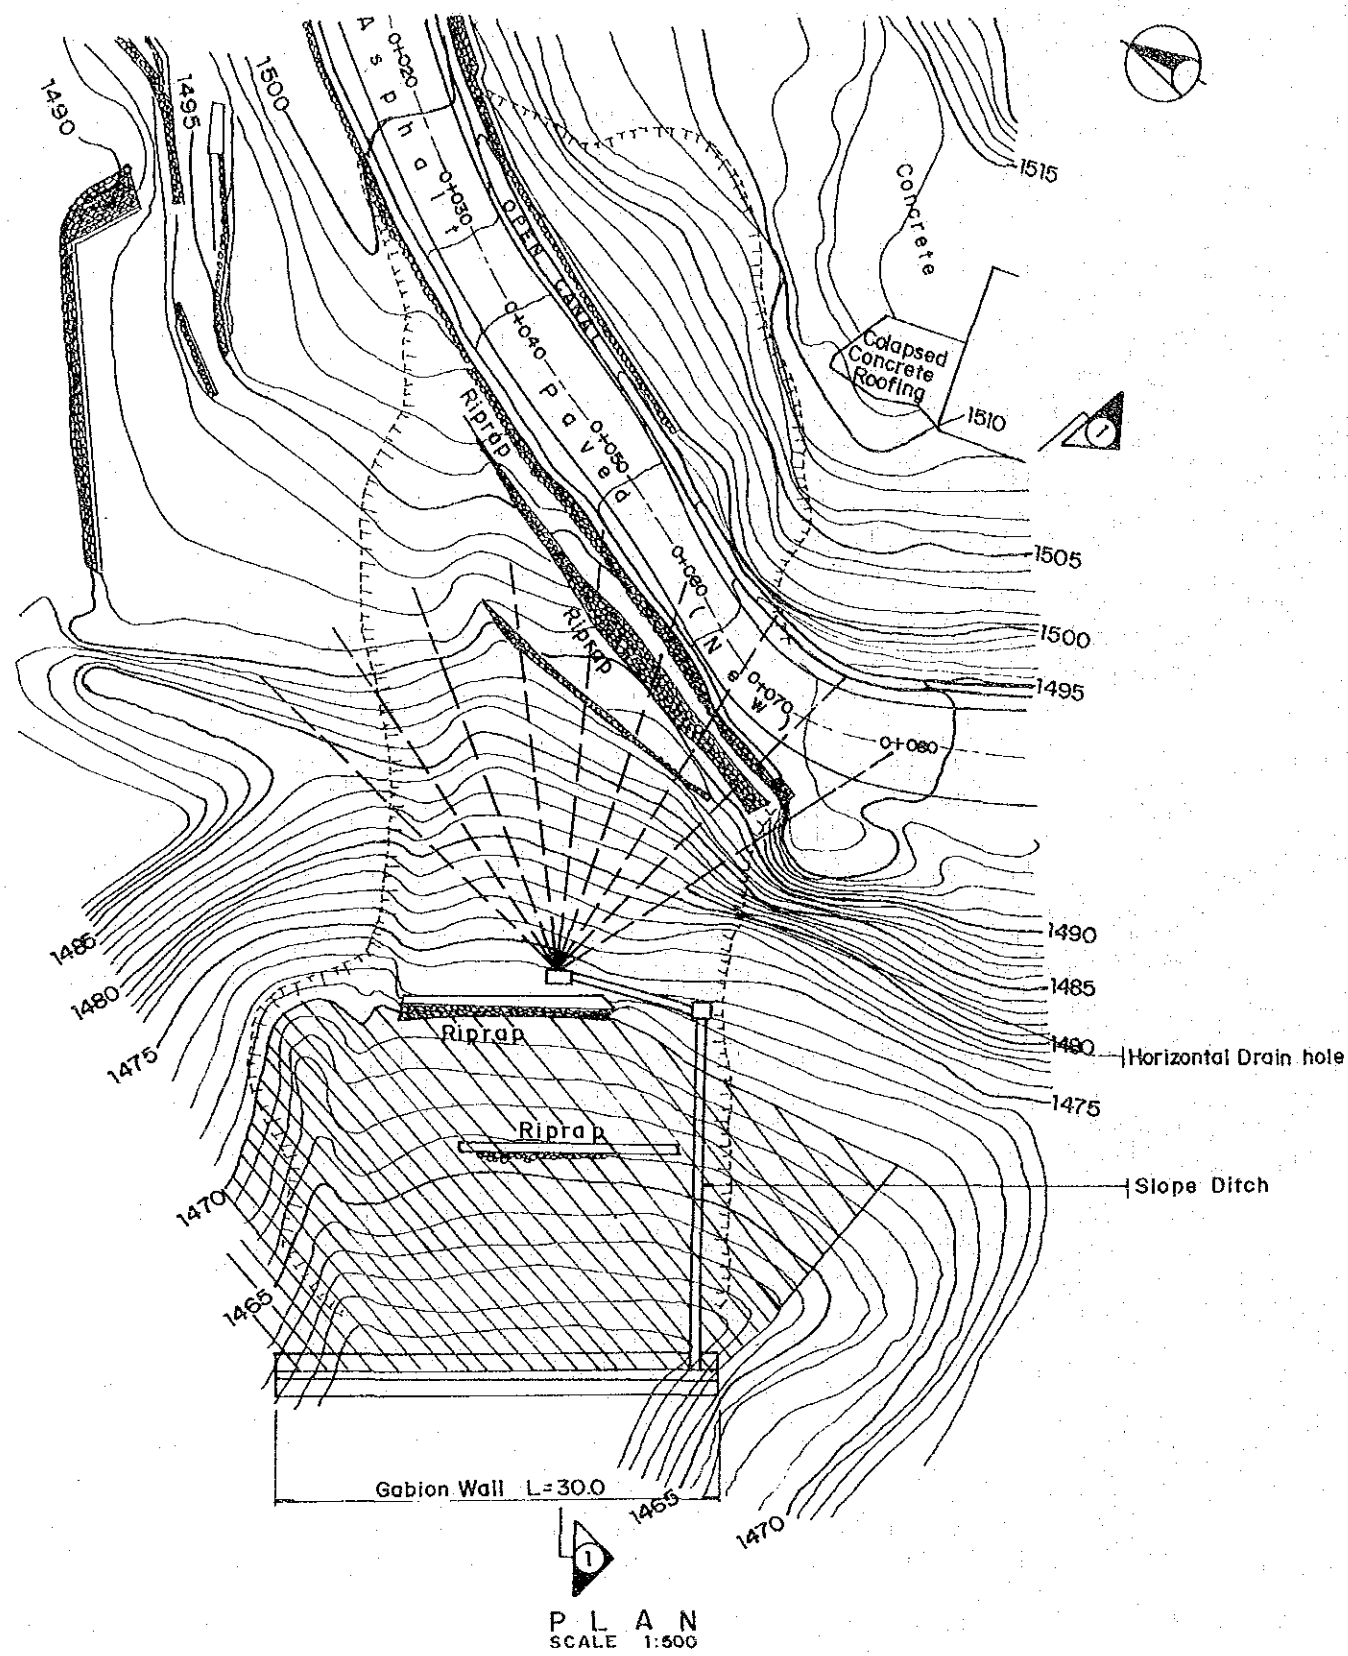 1490
1495
1500
Asphalt Paved (New)
0+020
0+030
0+040
0+050
0+060
0+070
0+080
OPEN CANAL
Concrete
1515
Colapsed
Concrete
Roofing
1510
1
Riprap
Riprap
1505
1500
1495
1490
1485
1480
1475
1485
1480
1475
1470
1465
Horizontal Drain hole
Riprap
Riprap
Slope Ditch
Gabion Wall L=30.0
1465
1470
1
PLAN
SCALE 1:500